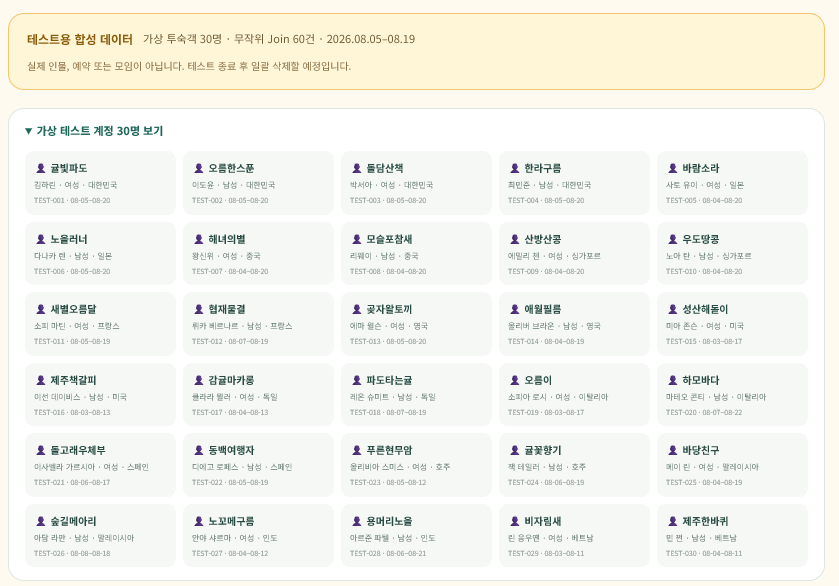 테스트용 합성 데이터 가상 투숙객 30명 · 무작위 Join 60건 · 2026.08.05–08.19
실제 인물, 예약 또는 모임이 아닙니다. 테스트 종료 후 일괄 삭제할 예정입니다.
▼ 가상 테스트 계정 30명 보기
귤빛파도
김하린 · 여성 · 대한민국
TEST-001 · 08-05–08-20
오름한스푼
이도윤 · 남성 · 대한민국
TEST-002 · 08-05–08-20
돌담산책
박서아 · 여성 · 대한민국
TEST-003 · 08-05–08-20
한라구름
최민준 · 남성 · 대한민국
TEST-004 · 08-05–08-20
바람소라
사토 유이 · 여성 · 일본
TEST-005 · 08-04–08-20
노을러너
다나카 렌 · 남성 · 일본
TEST-006 · 08-05–08-20
해녀의별
왕신위 · 여성 · 중국
TEST-007 · 08-04–08-20
모슬포참새
리웨이 · 남성 · 중국
TEST-008 · 08-04–08-20
산방산콩
에밀리 첸 · 여성 · 싱가포르
TEST-009 · 08-04–08-20
우도땅콩
노아 탄 · 남성 · 싱가포르
TEST-010 · 08-04–08-20
새별오름달
소피 마틴 · 여성 · 프랑스
TEST-011 · 08-05–08-19
협재물결
뤼카 베르나르 · 남성 · 프랑스
TEST-012 · 08-07–08-19
곶자왈토끼
에마 윌슨 · 여성 · 영국
TEST-013 · 08-05–08-20
애월필름
올리버 브라운 · 남성 · 영국
TEST-014 · 08-04–08-19
성산해돋이
미아 존슨 · 여성 · 미국
TEST-015 · 08-03–08-17
제주책갈피
이선 데이비스 · 남성 · 미국
TEST-016 · 08-03–08-13
감귤마카롱
클라라 뮐러 · 여성 · 독일
TEST-017 · 08-04–08-13
파도타는귤
레온 슈미트 · 남성 · 독일
TEST-018 · 08-07–08-19
오름이
소피아 로시 · 여성 · 이탈리아
TEST-019 · 08-03–08-17
하모바다
마테오 콘티 · 남성 · 이탈리아
TEST-020 · 08-07–08-22
돌고래우체부
이사벨라 가르시아 · 여성 · 스페인
TEST-021 · 08-06–08-17
동백여행자
디에고 로페스 · 남성 · 스페인
TEST-022 · 08-05–08-19
푸른현무암
올리비아 스미스 · 여성 · 호주
TEST-023 · 08-05–08-12
귤꽃향기
잭 테일러 · 남성 · 호주
TEST-024 · 08-06–08-19
바당친구
메이 린 · 여성 · 말레이시아
TEST-025 · 08-04–08-19
숲길메아리
아담 라만 · 남성 · 말레이시아
TEST-026 · 08-08–08-18
노꼬메구름
안야 샤르마 · 여성 · 인도
TEST-027 · 08-04–08-12
용머리노을
아르준 파텔 · 남성 · 인도
TEST-028 · 08-06–08-21
비자림새
린 응우옌 · 여성 · 베트남
TEST-029 · 08-03–08-11
제주한바퀴
민 쩐 · 남성 · 베트남
TEST-030 · 08-04–08-11